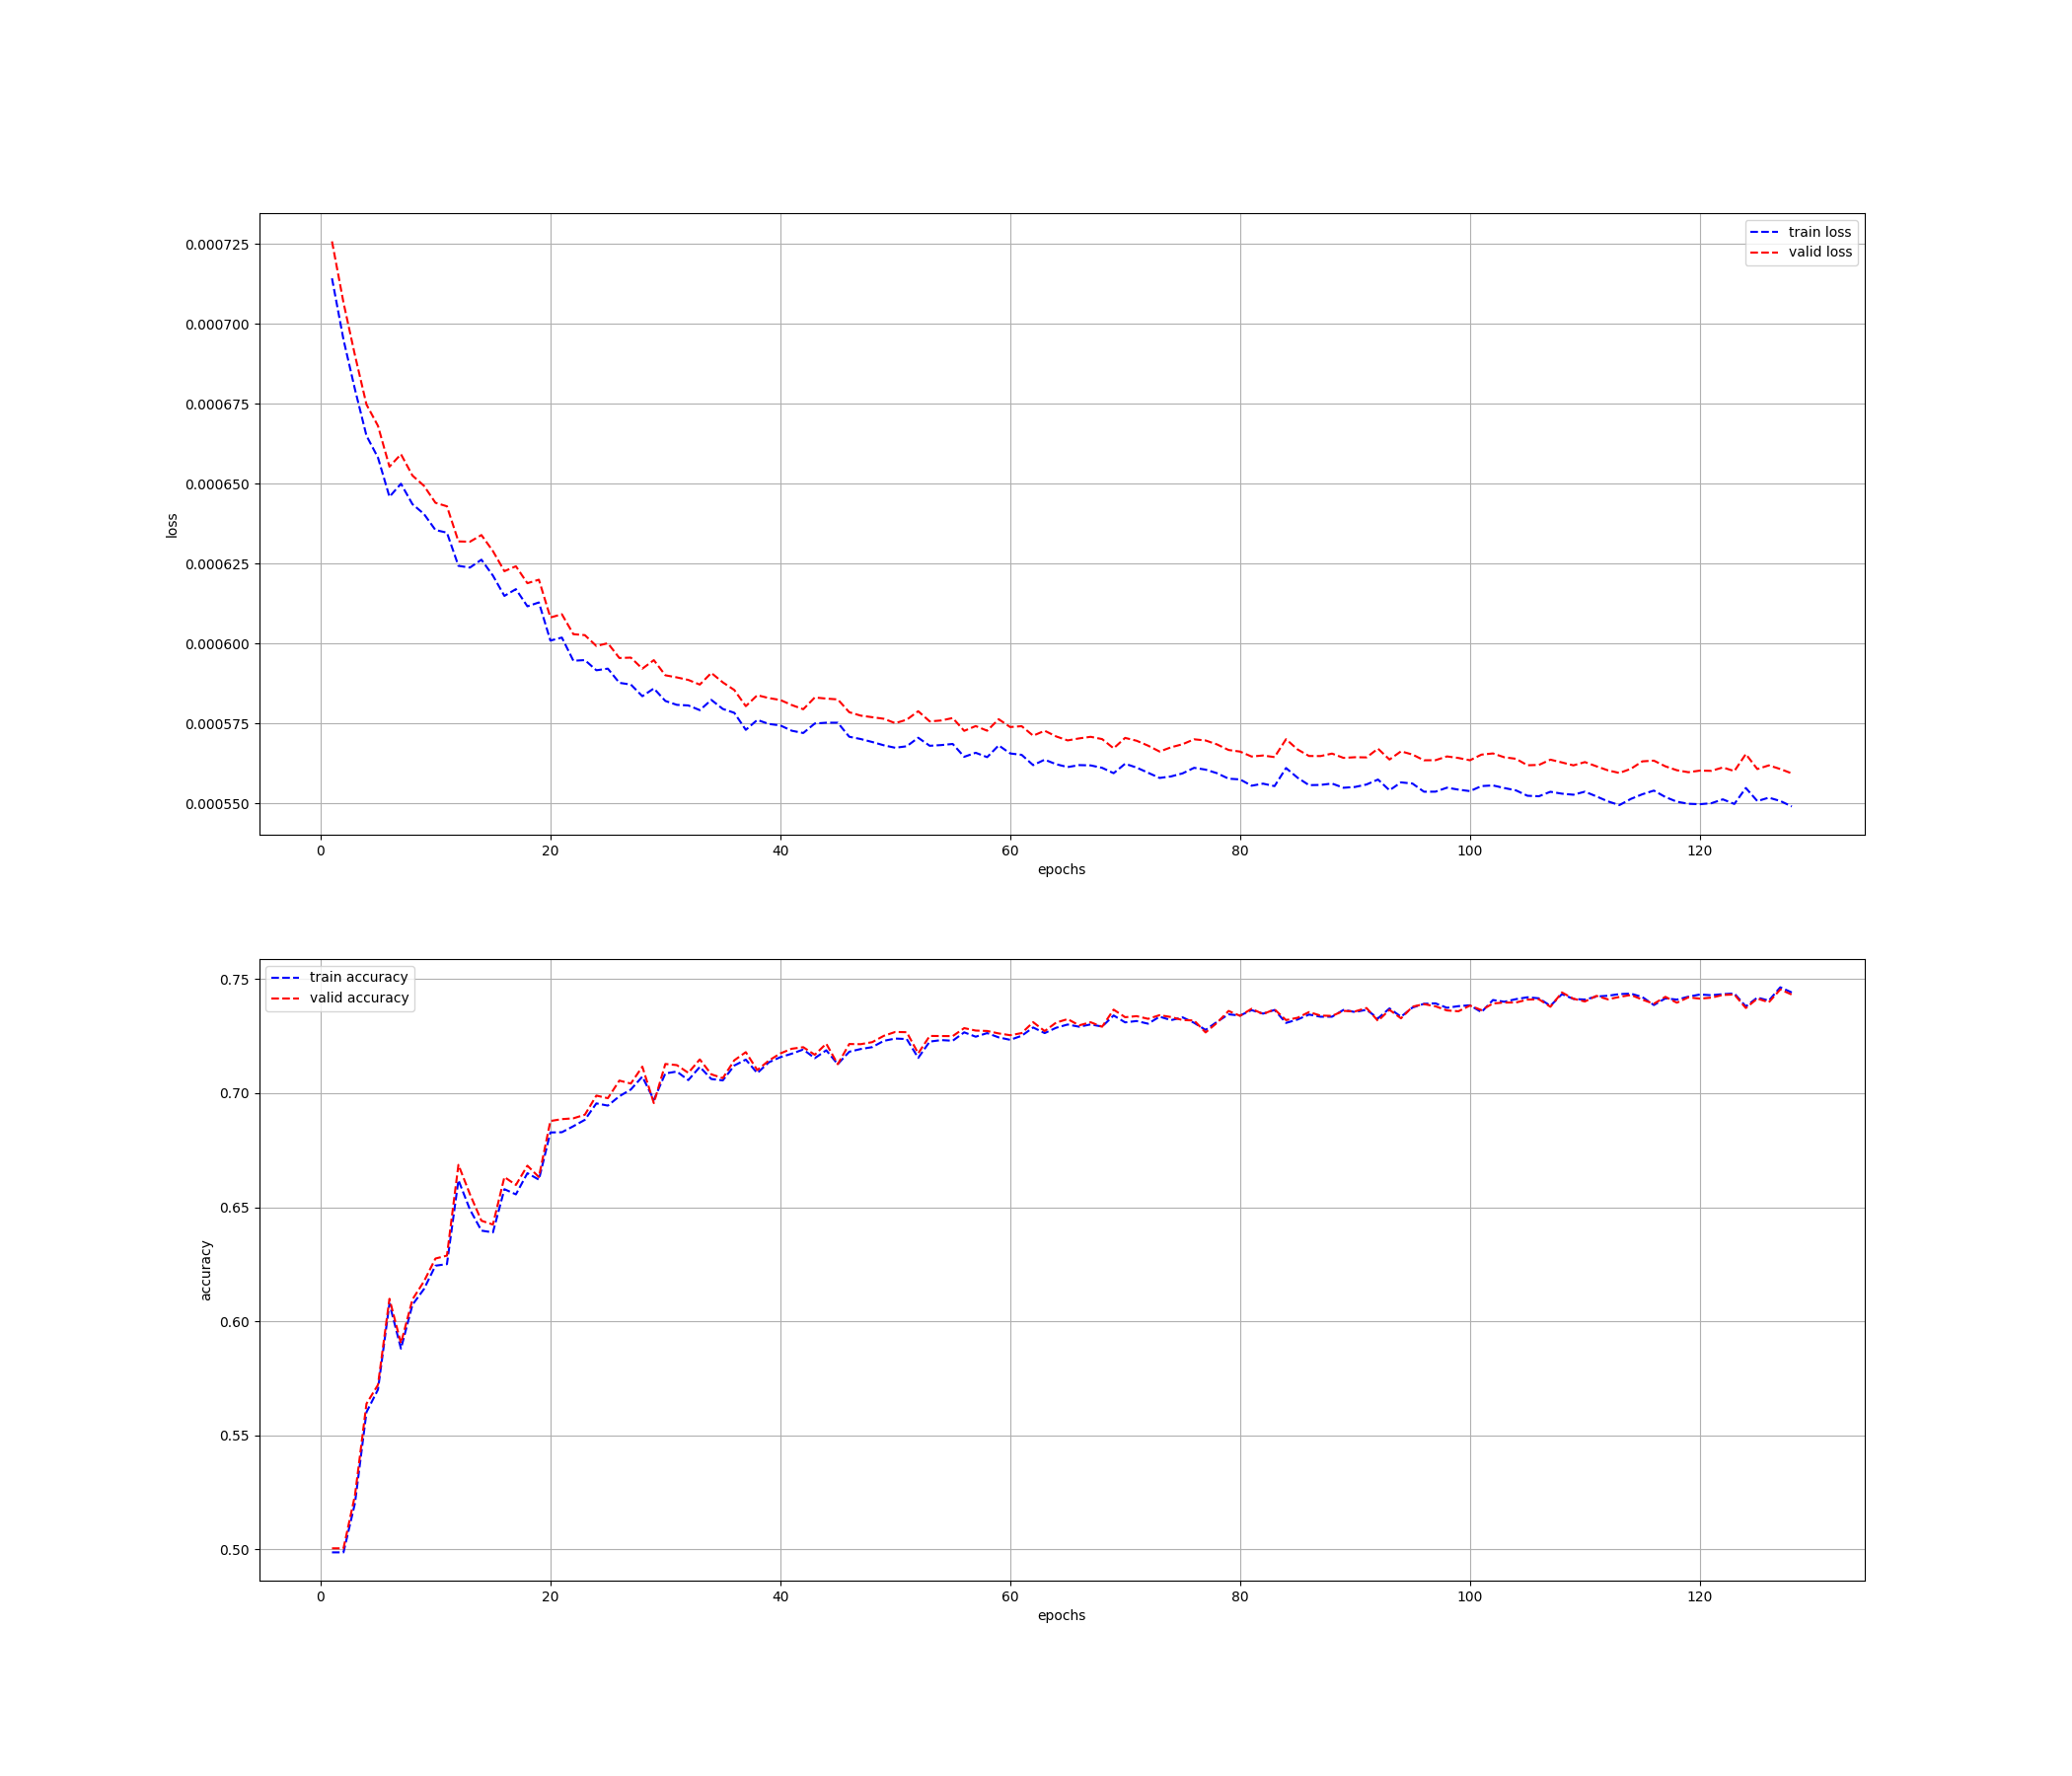 train loss
valid loss
0.000725
0.000700
0.000675
0.000650
0.000625
0.000600
0.000575
0.000550
loss
0 20 40 60 80 100 120
epochs
train accuracy
valid accuracy
0.75
0.70
0.65
0.60
0.55
0.50
accuracy
0 20 40 60 80 100 120
epochs